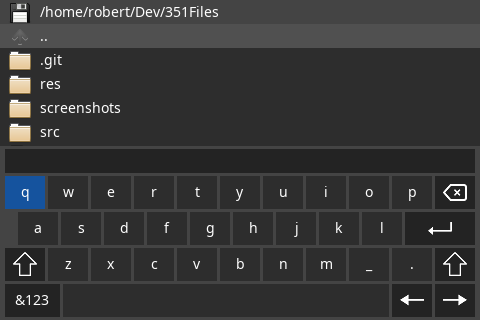 /home/robert/Dev/351Files
..
.git
res
screenshots
src
q w e r t y u i o p
a s d f g h j k l
z x c v b n m _ .
&123